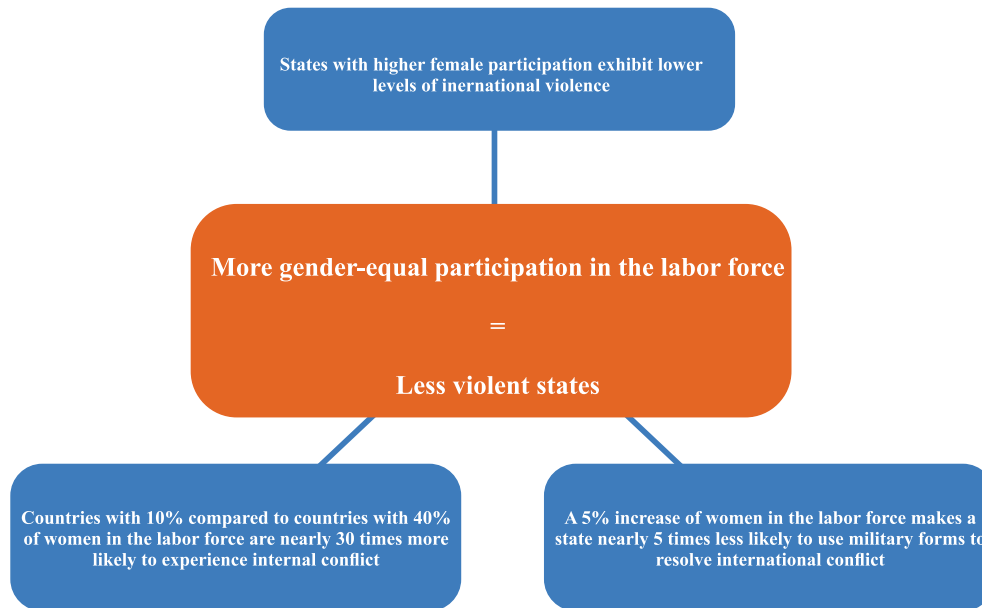 States with higher female participation exhibit lower
levels of inernational violence
More gender-equal participation in the labor force
=
Less violent states
Countries with 10% compared to countries with 40%
of women in the labor force are nearly 30 times more
likely to experience internal conflict
A 5% increase of women in the labor force makes a
state nearly 5 times less likely to use military forms to
resolve international conflict